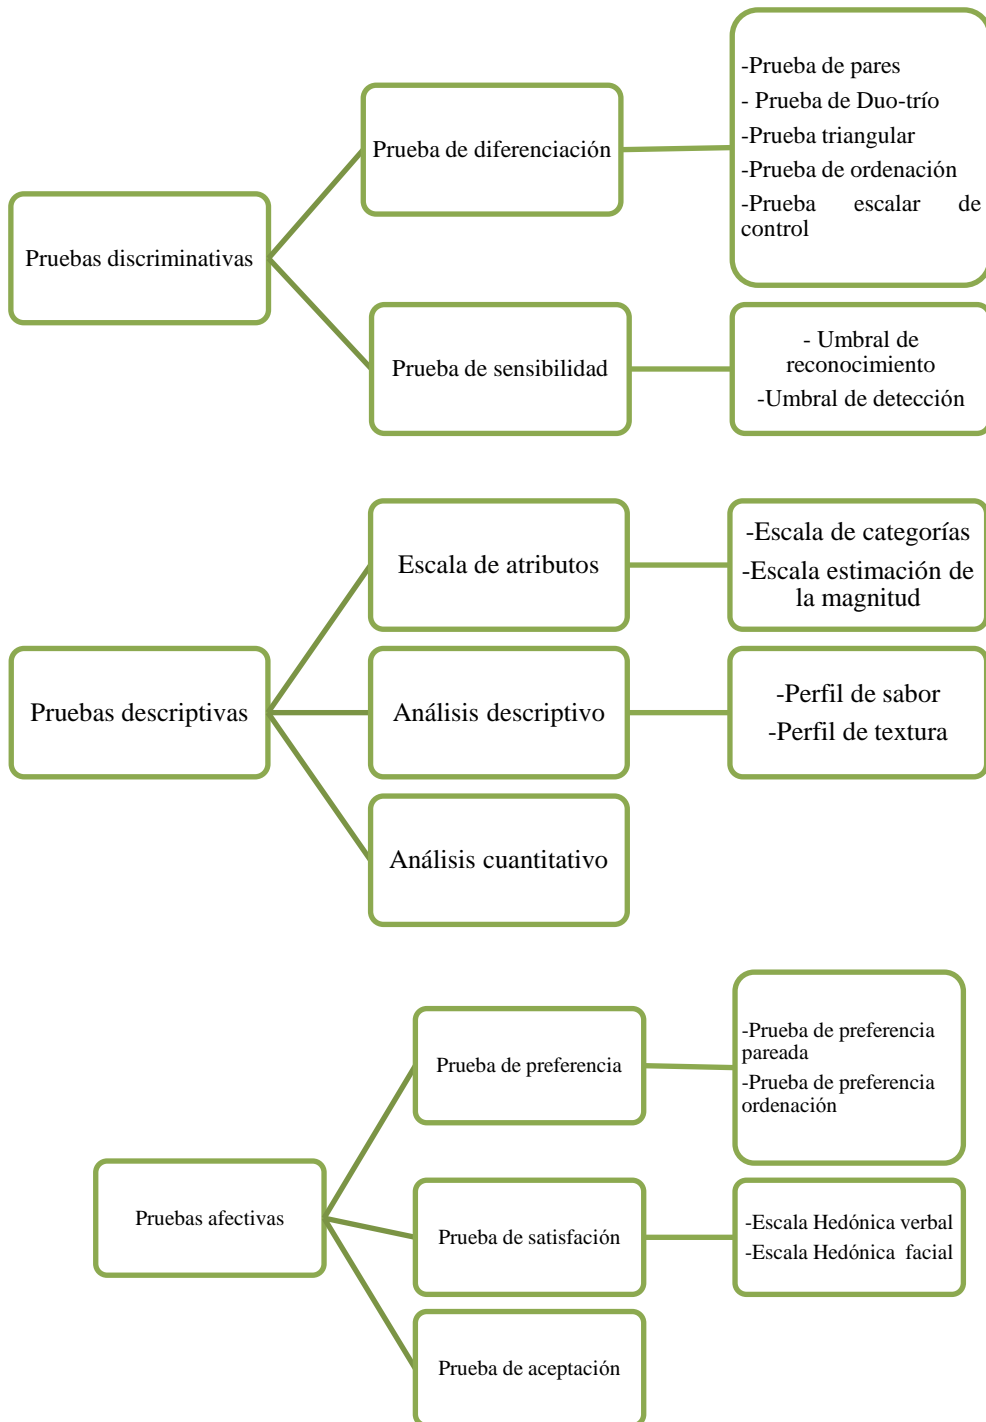 -Prueba de pares
- Prueba de Duo-trío
-Prueba triangular
-Prueba de ordenación
-Prueba escalar de
control
Prueba de diferenciación
Pruebas discriminativas
Prueba de sensibilidad
- Umbral de
reconocimiento
-Umbral de detección
Escala de atributos
-Escala de categorías
-Escala estimación de
la magnitud
Pruebas descriptivas
Análisis descriptivo
-Perfil de sabor
-Perfil de textura
Análisis cuantitativo
Prueba de preferencia
-Prueba de preferencia
pareada
-Prueba de preferencia
ordenación
Pruebas afectivas
Prueba de satisfación
-Escala Hedónica verbal
-Escala Hedónica facial
Prueba de aceptación